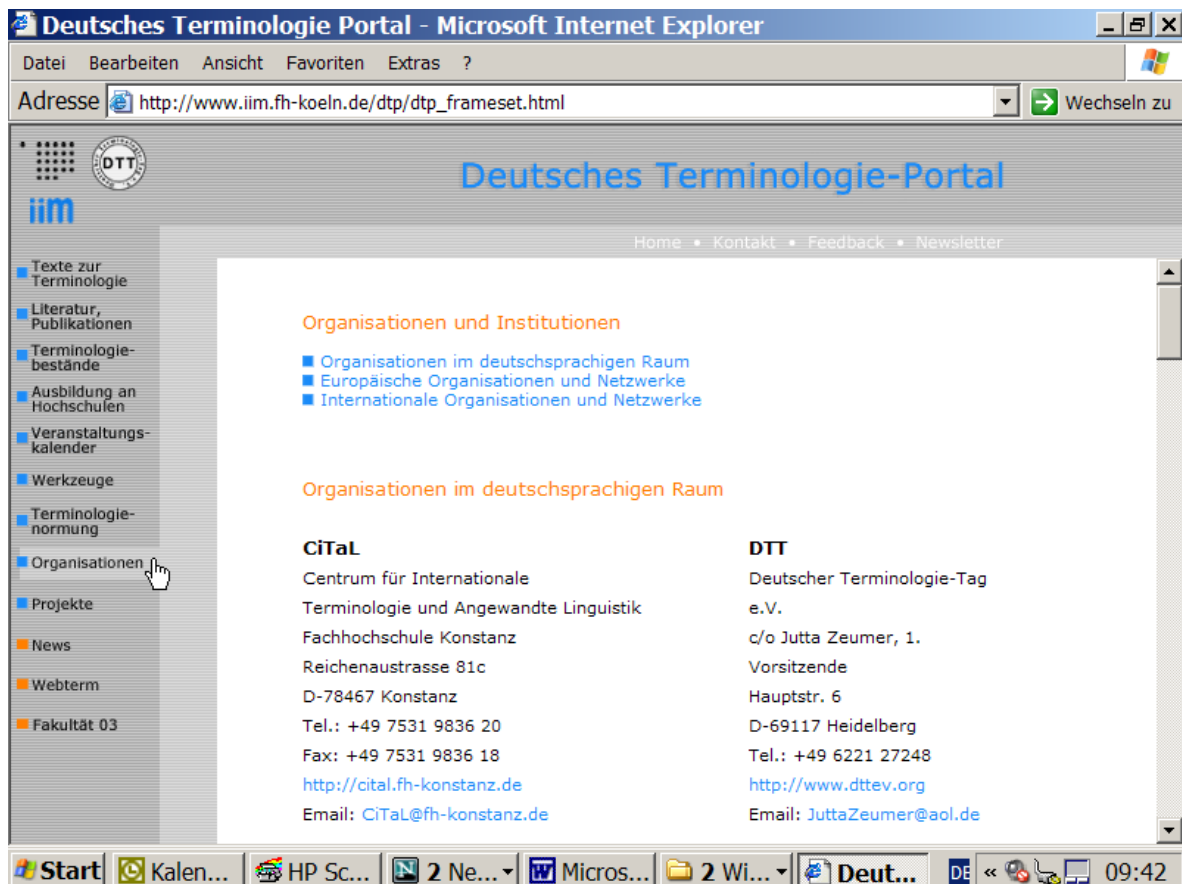 Deutsches Terminologie Portal - Microsoft Internet Explorer
Datei Bearbeiten Ansicht Favoriten Extras ?
Adresse http://www.iim.fh-koeln.de/dtp/dtp_frameset.html Wechseln zu
DTT
iim
Deutsches Terminologie-Portal
Home • Kontakt • Feedback • Newsletter
Texte zur
Terminologie
Literatur,
Publikationen
Terminologie-
bestände
Ausbildung an
Hochschulen
Veranstaltungs-
kalender
Werkzeuge
Terminologie-
normung
Organisationen
Projekte
News
Webterm
Fakultät 03
Organisationen und Institutionen
Organisationen im deutschsprachigen Raum
Europäische Organisationen und Netzwerke
Internationale Organisationen und Netzwerke
Organisationen im deutschsprachigen Raum
CiTaL
Centrum für Internationale
Terminologie und Angewandte Linguistik
Fachhochschule Konstanz
Reichenaustrasse 81c
D-78467 Konstanz
Tel.: +49 7531 9836 20
Fax: +49 7531 9836 18
http://cital.fh-konstanz.de
Email: CiTaL@fh-konstanz.de
DTT
Deutscher Terminologie-Tag
e.V.
c/o Jutta Zeumer, 1.
Vorsitzende
Hauptstr. 6
D-69117 Heidelberg
Tel.: +49 6221 27248
http://www.dttev.org
Email: JuttaZeumer@aol.de
Start Kalen... HP Sc... 2 Ne... Micros... 2 Wi... Deut... DE « 09:42